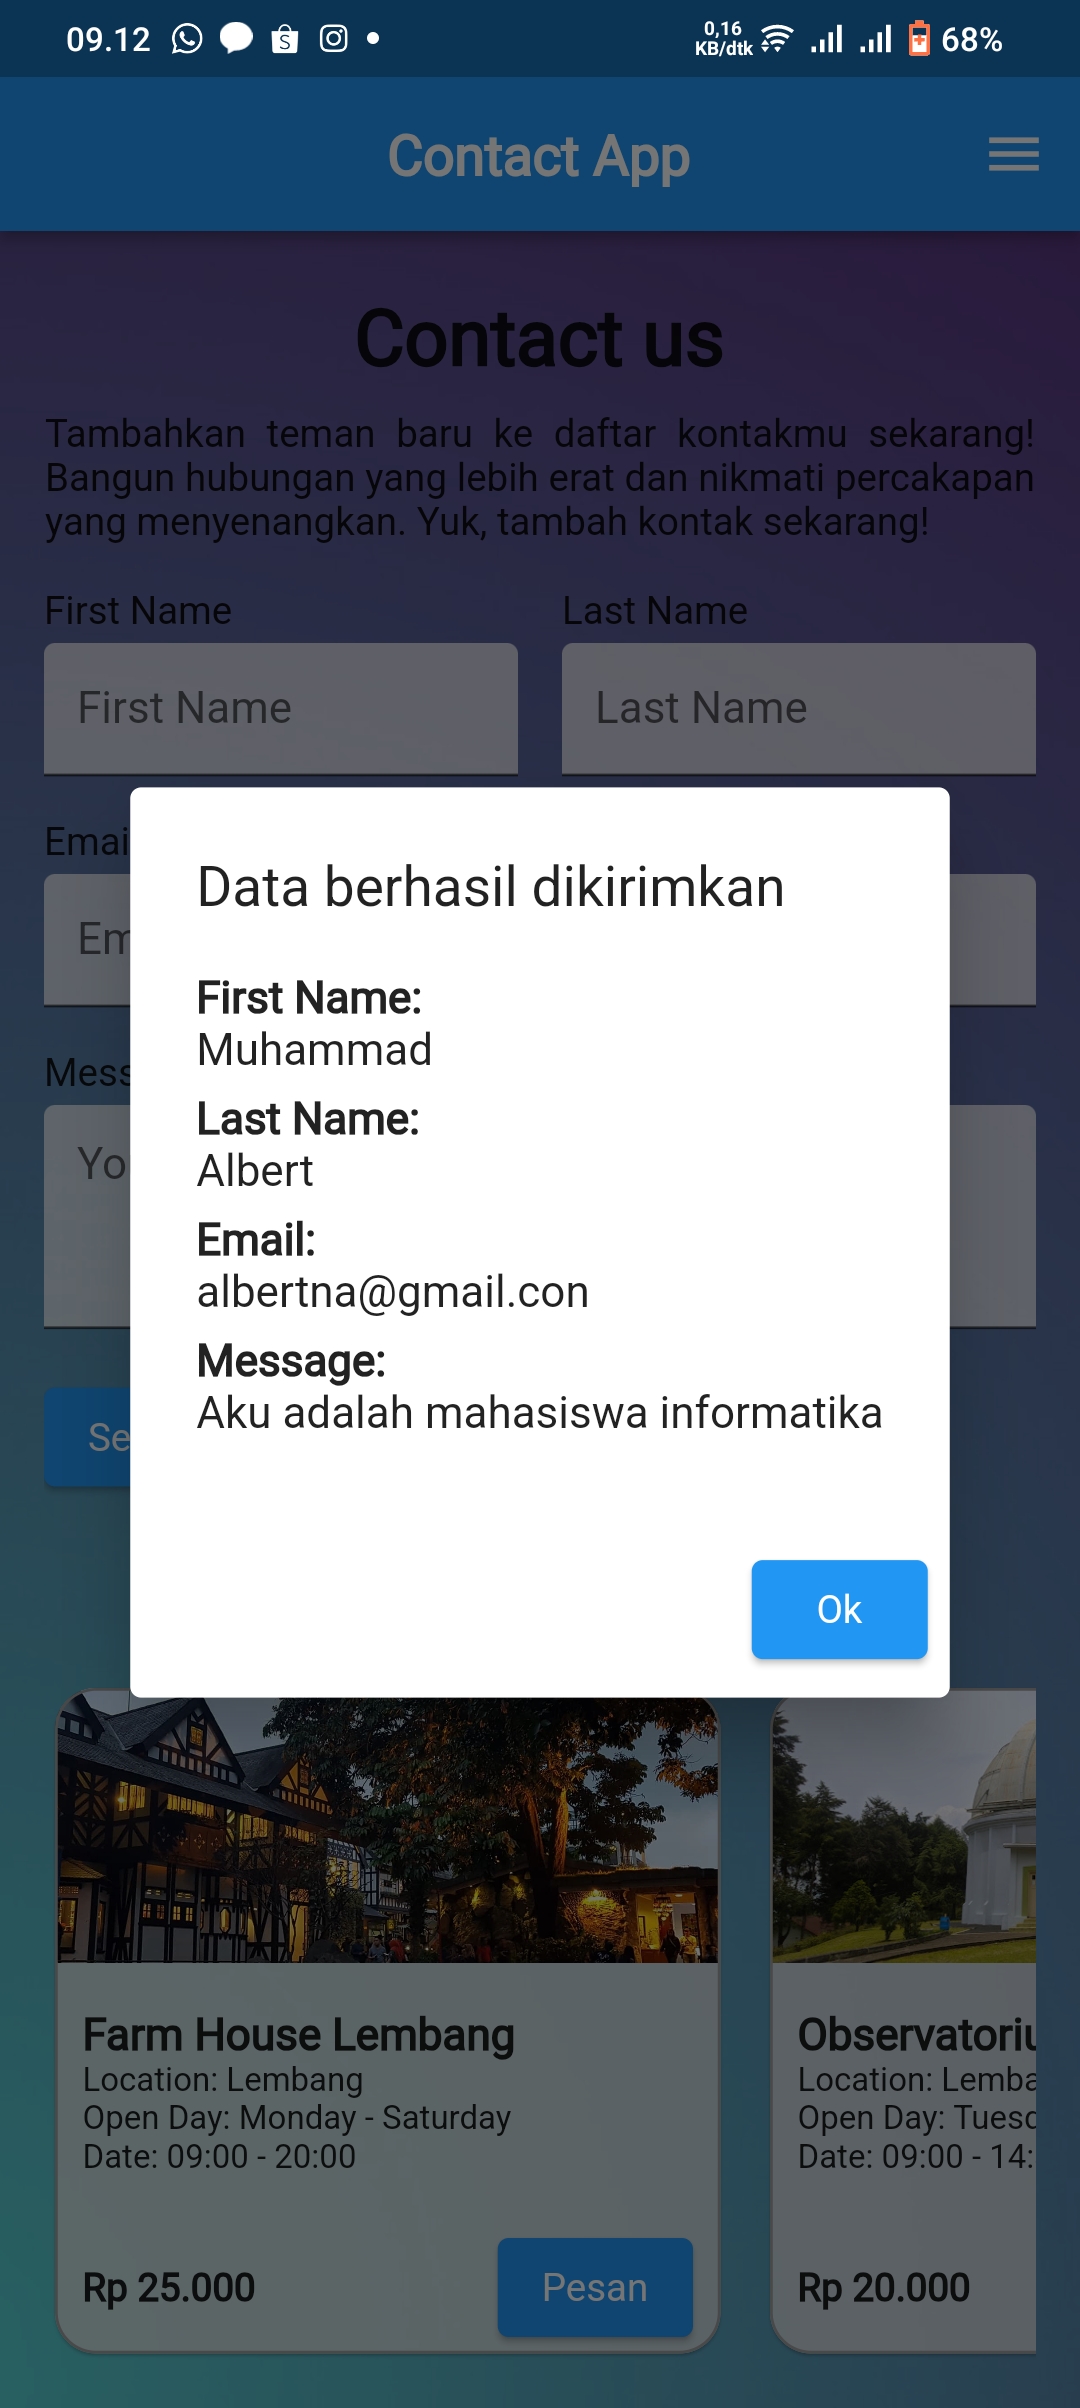 09.12
0,16
KB/dtk
68%
Contact App
Contact us
Tambahkan teman baru ke daftar kontakmu sekarang!
Bangun hubungan yang lebih erat dan nikmati percakapan
yang menyenangkan. Yuk, tambah kontak sekarang!
First Name
Last Name
First Name
Last Name
Emai
Em
Mess
Yo
Se
Data berhasil dikirimkan
First Name:
Muhammad
Last Name:
Albert
Email:
albertna@gmail.con
Message:
Aku adalah mahasiswa informatika
Ok
Farm House Lembang
Location: Lembang
Open Day: Monday - Saturday
Date: 09:00 - 20:00
Rp 25.000
Pesan
Observatoriu
Location: Lemba
Open Day: Tuesd
Date: 09:00 - 14:
Rp 20.000